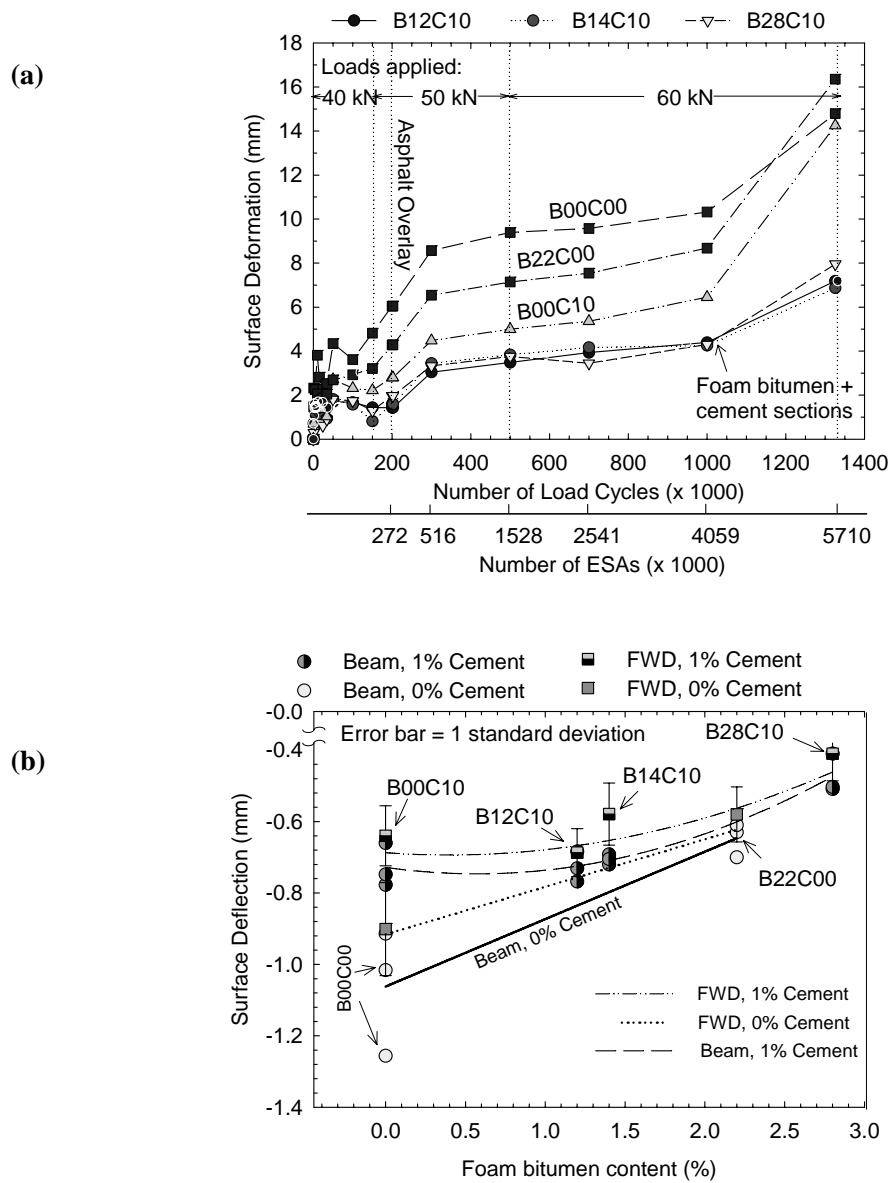 B12C10 B14C10 B28C10
(a)
18
16
14
12
10
8
6
4
2
0
Surface Deformation (mm)
Loads applied:
40 kN 50 kN 60 kN
Asphalt Overlay
B00C00
B22C00
B00C10
Foam bitumen +
cement sections
0 200 400 600 800 1000 1200 1400
Number of Load Cycles (x 1000)
272 516 1528 2541 4059 5710
Number of ESAs (x 1000)
Beam, 1% Cement FWD, 1% Cement
Beam, 0% Cement FWD, 0% Cement
(b)
-0.0
-0.4
-0.6
-0.8
-1.0
-1.2
-1.4
Surface Deflection (mm)
Error bar = 1 standard deviation
B28C10
B00C10
B14C10
B12C10
B22C00
Beam, 0% Cement
B00C00
FWD, 1% Cement
FWD, 0% Cement
Beam, 1% Cement
0.0 0.5 1.0 1.5 2.0 2.5 3.0
Foam bitumen content (%)